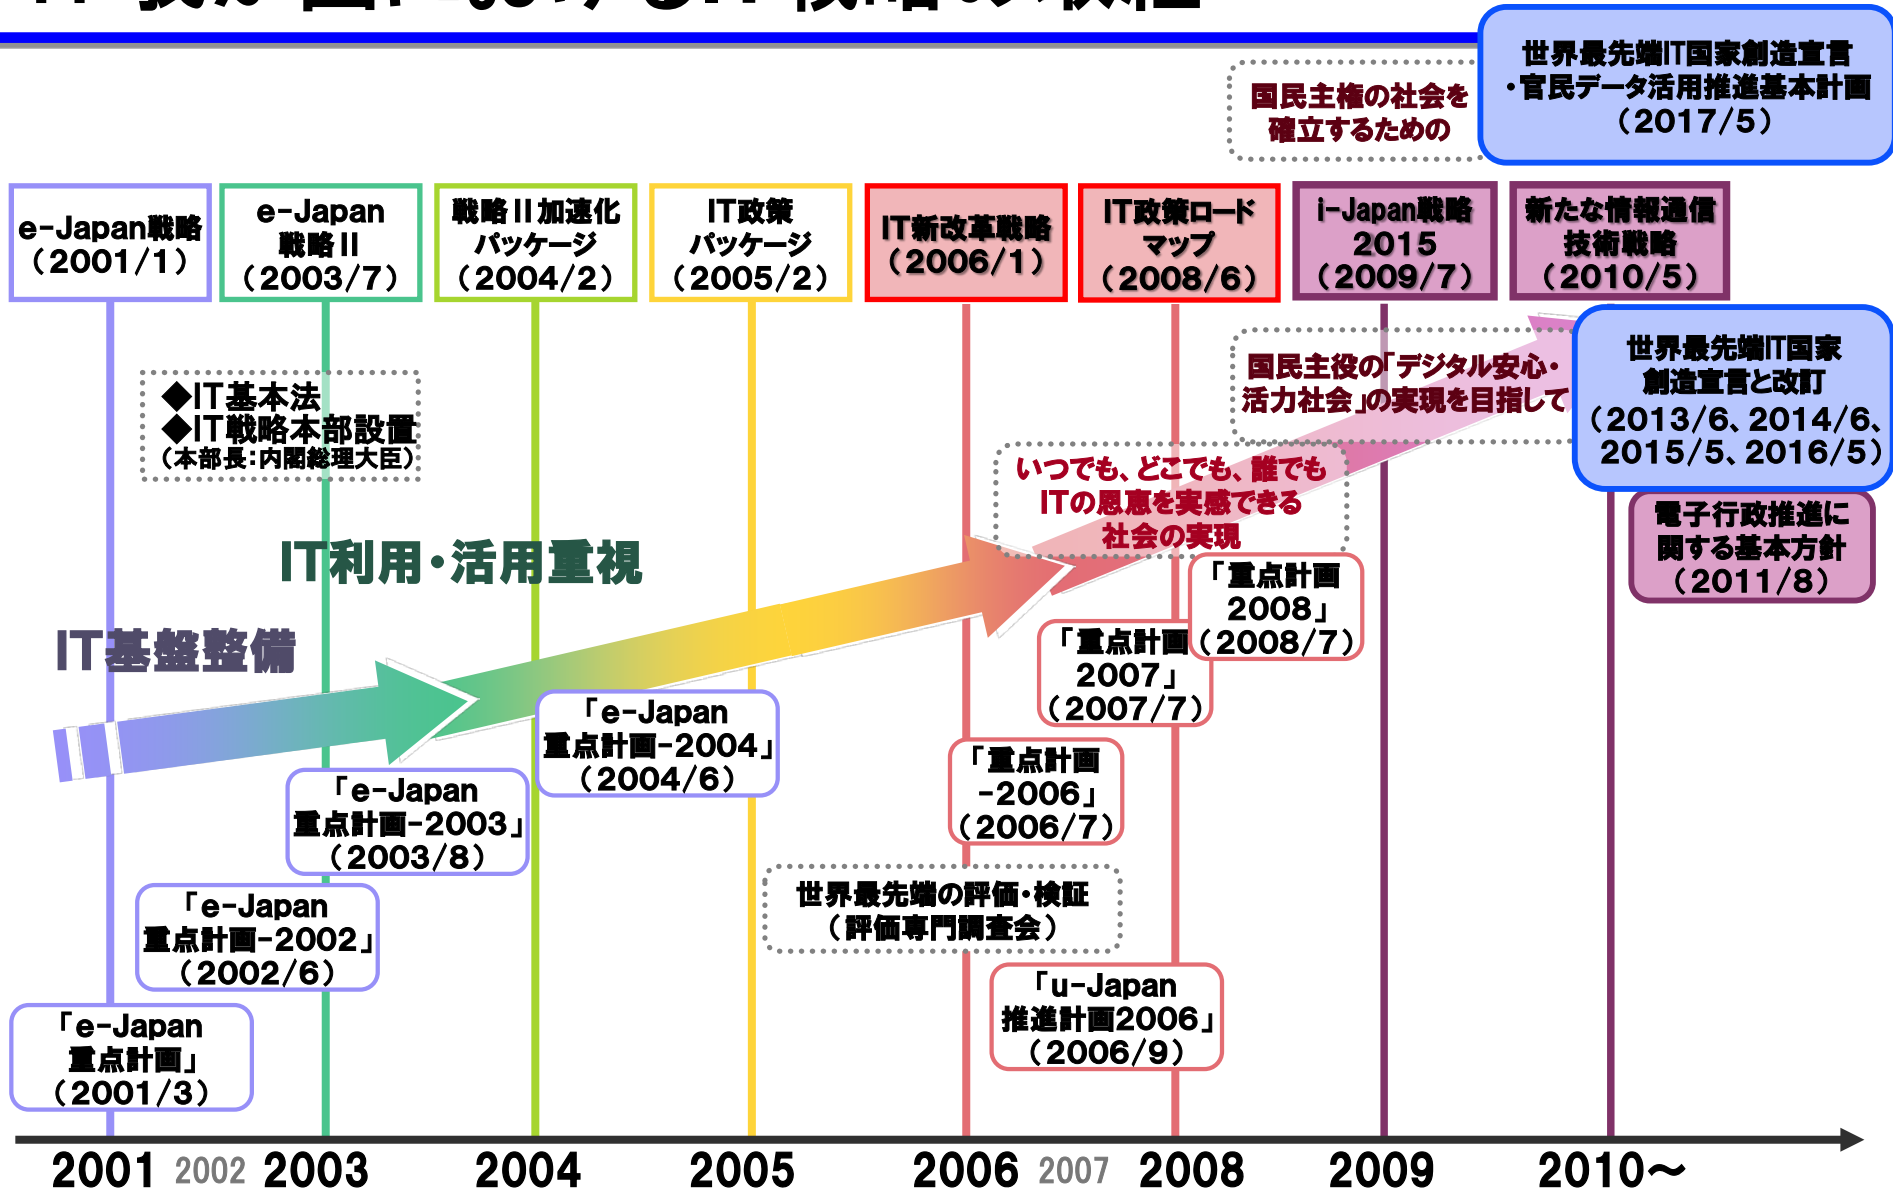 世界最先端IT国家創造宣言
・官民データ活用推進基本計画
（2017/5）
国民主権の社会を
確立するための
e-Japan戦略
（2001/1）
e-Japan
戦略Ⅱ
（2003/7）
戦略Ⅱ加速化
パッケージ
（2004/2）
IT政策
パッケージ
（2005/2）
IT新改革戦略
（2006/1）
IT政策ロード
マップ
（2008/6）
i-Japan戦略
2015
（2009/7）
新たな情報通信
技術戦略
（2010/5）
世界最先端IT国家
創造宣言と改訂
（2013/6、2014/6、
2015/5、2016/5）
国民主役の「デジタル安心・
活力社会」の実現を目指して
◆IT基本法
◆IT戦略本部設置
（本部長：内閣総理大臣）
いつでも、どこでも、誰でも
ITの恩恵を実感できる
社会の実現
電子行政推進に
関する基本方針
（2011/8）
IT利用・活用重視
IT基盤整備
「重点計画
2008」
（2008/7）
「重点計画
2007」
（2007/7）
「e-Japan
重点計画-2004」
（2004/6）
「重点計画
-2006」
（2006/7）
「e-Japan
重点計画-2003」
（2003/8）
世界最先端の評価・検証
（評価専門調査会）
「e-Japan
重点計画-2002」
（2002/6）
「u-Japan
推進計画2006」
（2006/9）
「e-Japan
重点計画」
（2001/3）
2001 2002 2003 2004 2005 2006 2007 2008 2009 2010～